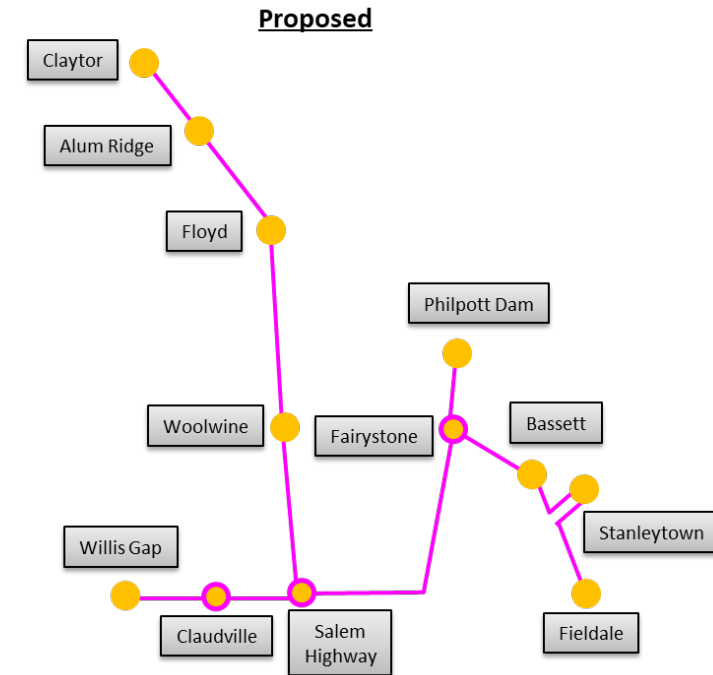 Proposed
Claytor
Alum Ridge
Floyd
Philpott Dam
Woolwine
Fairystone
Bassett
Stanleytown
Willis Gap
Claudville
Salem
Highway
Fieldale